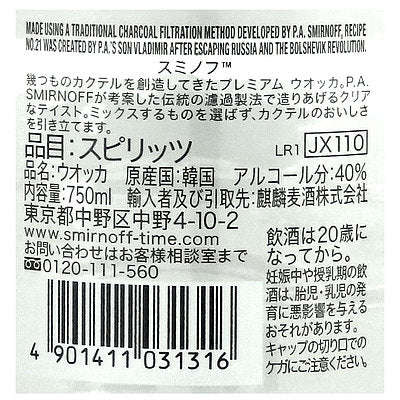 MADE USING A TRADITIONAL CHARCOAL FILTRATION METHOD DEVELOPED BY P.A. SMIRNOFF, RECIPE
NO.21 WAS CREATED BY P.A.'S SON VLADIMIR AFTER ESCAPING RUSSIA AND THE BOLSHEVIK REVOLUTION.
スミノフ™
幾つものカクテルを創造してきたプレミアム ウオッカ。P.A.
SMIRNOFFが考案した伝統の濾過製法で造りあげるクリア
なテイスト。ミックスするものを選ばず、カクテルのおいしさ
を引き立てます。
品目：スピリッツ
LR1 JX110
品名：ウオッカ 原産国：韓国 アルコール分：40%
内容量：750ml 輸入者及び引取先：麒麟麦酒株式会社
東京都中野区中野4-10-2
www.smirnoff-time.com
お問い合わせはお客様相談室まで
0120-111-560
飲酒は20歳に
なってから。
妊娠中や授乳期の飲
酒は、胎児・乳児の発
育に悪影響を与える
おそれがあります。
キャップの切り口での
ケガにご注意ください。
4 901411 031316